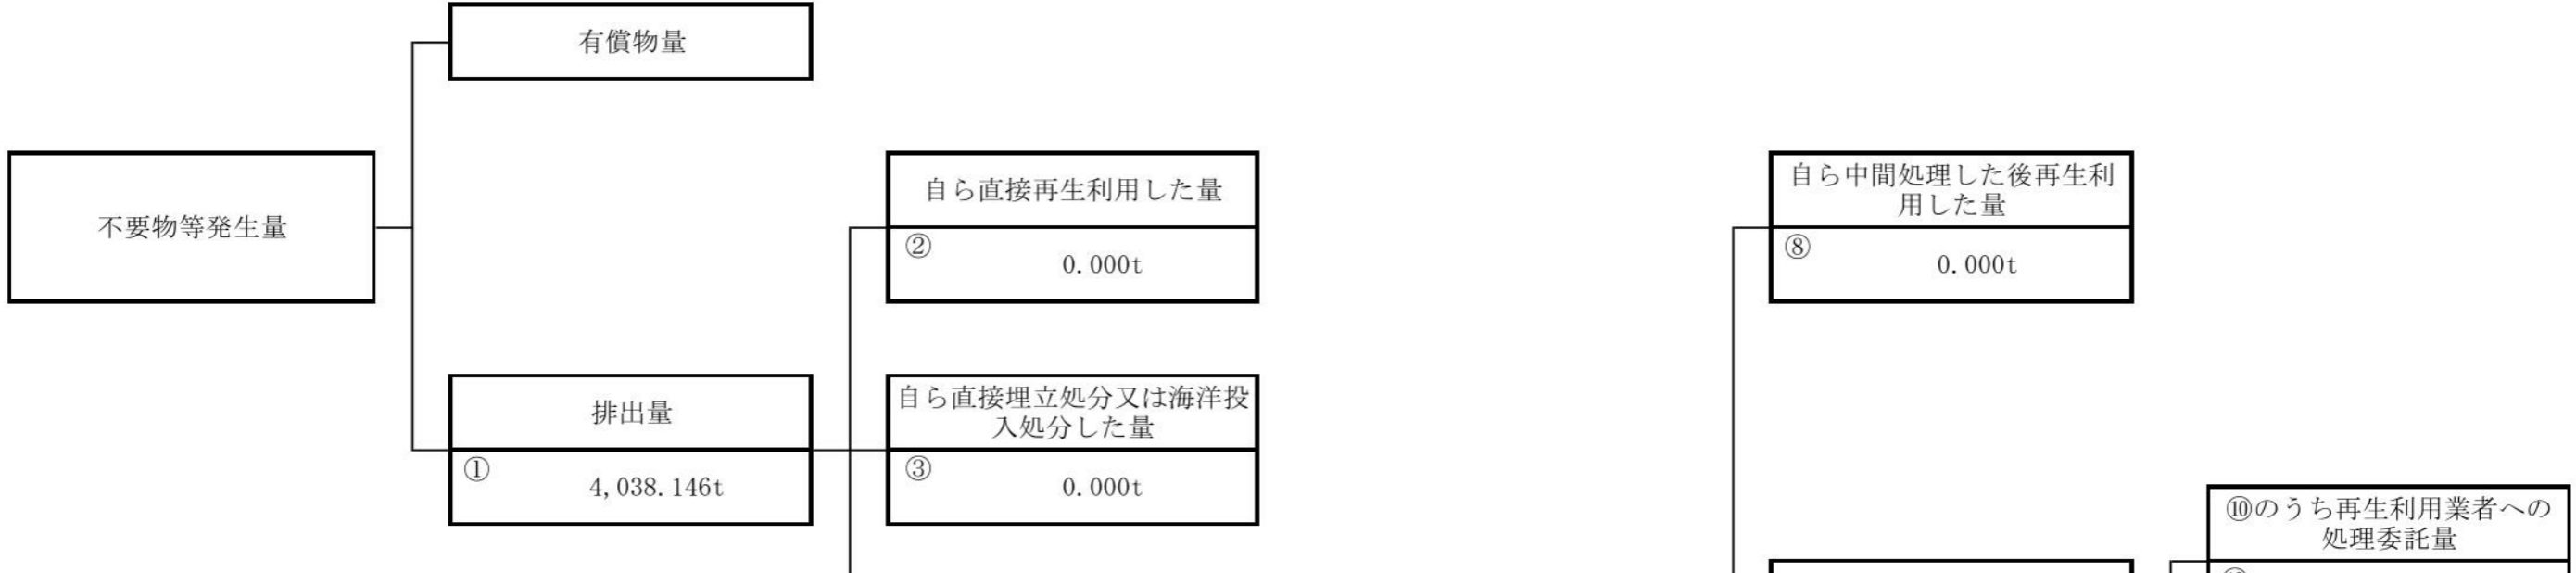 有償物量
不要物等発生量
自ら直接再生利用した量
②
0.000t
自ら中間処理した後再生利
用した量
⑧
0.000t
排出量
①
4,038.146t
自ら直接埋立処分又は海洋投
入処分した量
③
0.000t
⑩のうち再生利用業者への
処理委託量